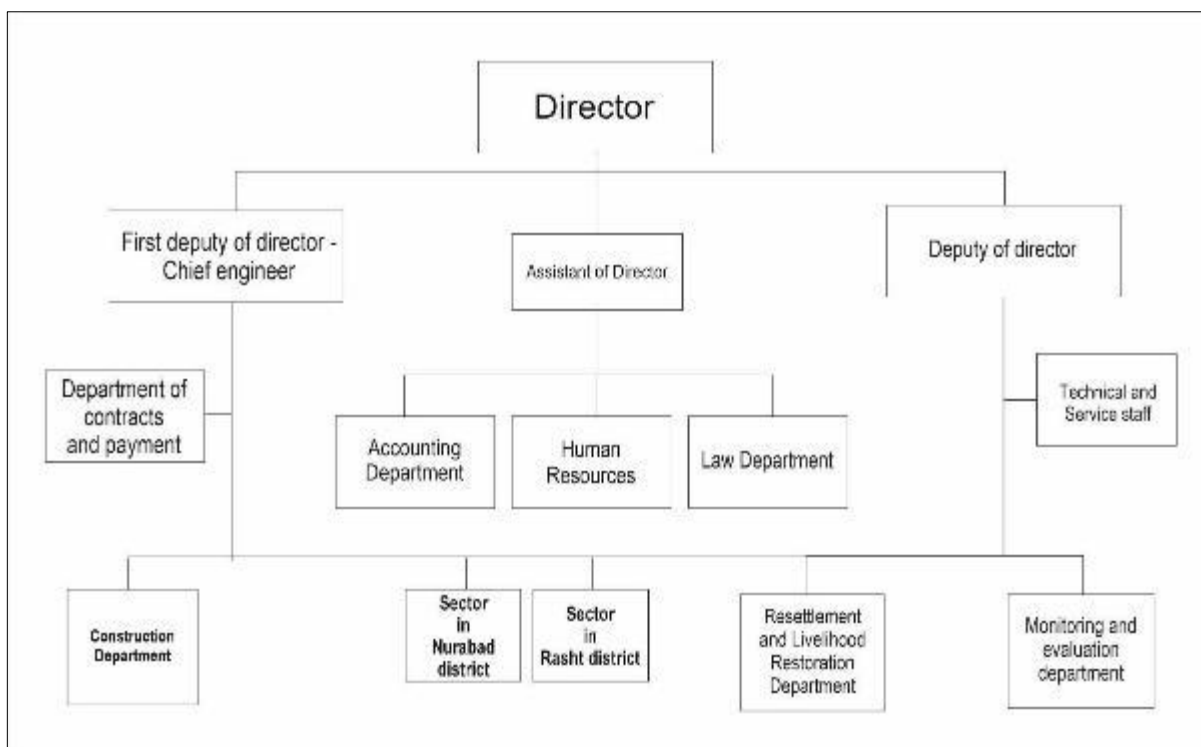 Director
First deputy of director -
Chief engineer
Assistant of Director
Deputy of director
Department of
contracts
and payment
Technical and
Service staff
Accounting
Department
Human
Resources
Law Department
Construction
Department
Sector
in
Nurabad
district
Sector
in
Rasht district
Resettlement
and Livelihood
Restoration
Department
Monitoring and
evaluation
department